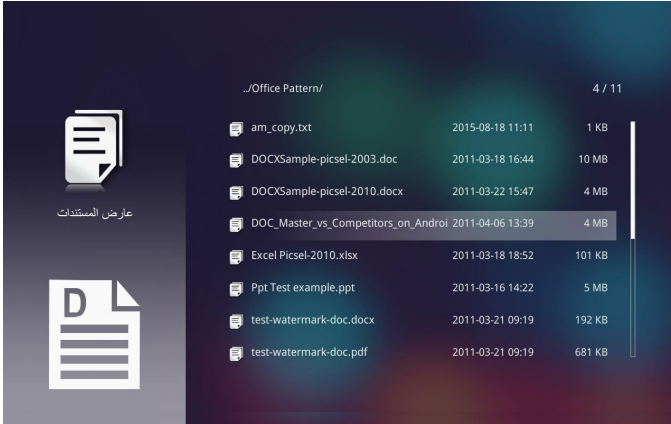 ../Office Pattern/ 4 / 11
am_copy.txt 2015-08-18 11:11 1 KB
DOCXSample-picsel-2003.doc 2011-03-18 16:44 10 MB
DOCXSample-picsel-2010.docx 2011-03-22 15:47 4 MB
عارض المستندات
DOC_Master_vs_Competitors_on_Androi 2011-04-06 13:39 4 MB
Excel Picsel-2010.xlsx 2011-03-18 18:52 101 KB
D
Ppt Test example.ppt 2011-03-16 14:22 5 MB
test-watermark-doc.docx 2011-03-21 09:19 192 KB
test-watermark-doc.pdf 2011-03-21 09:19 681 KB